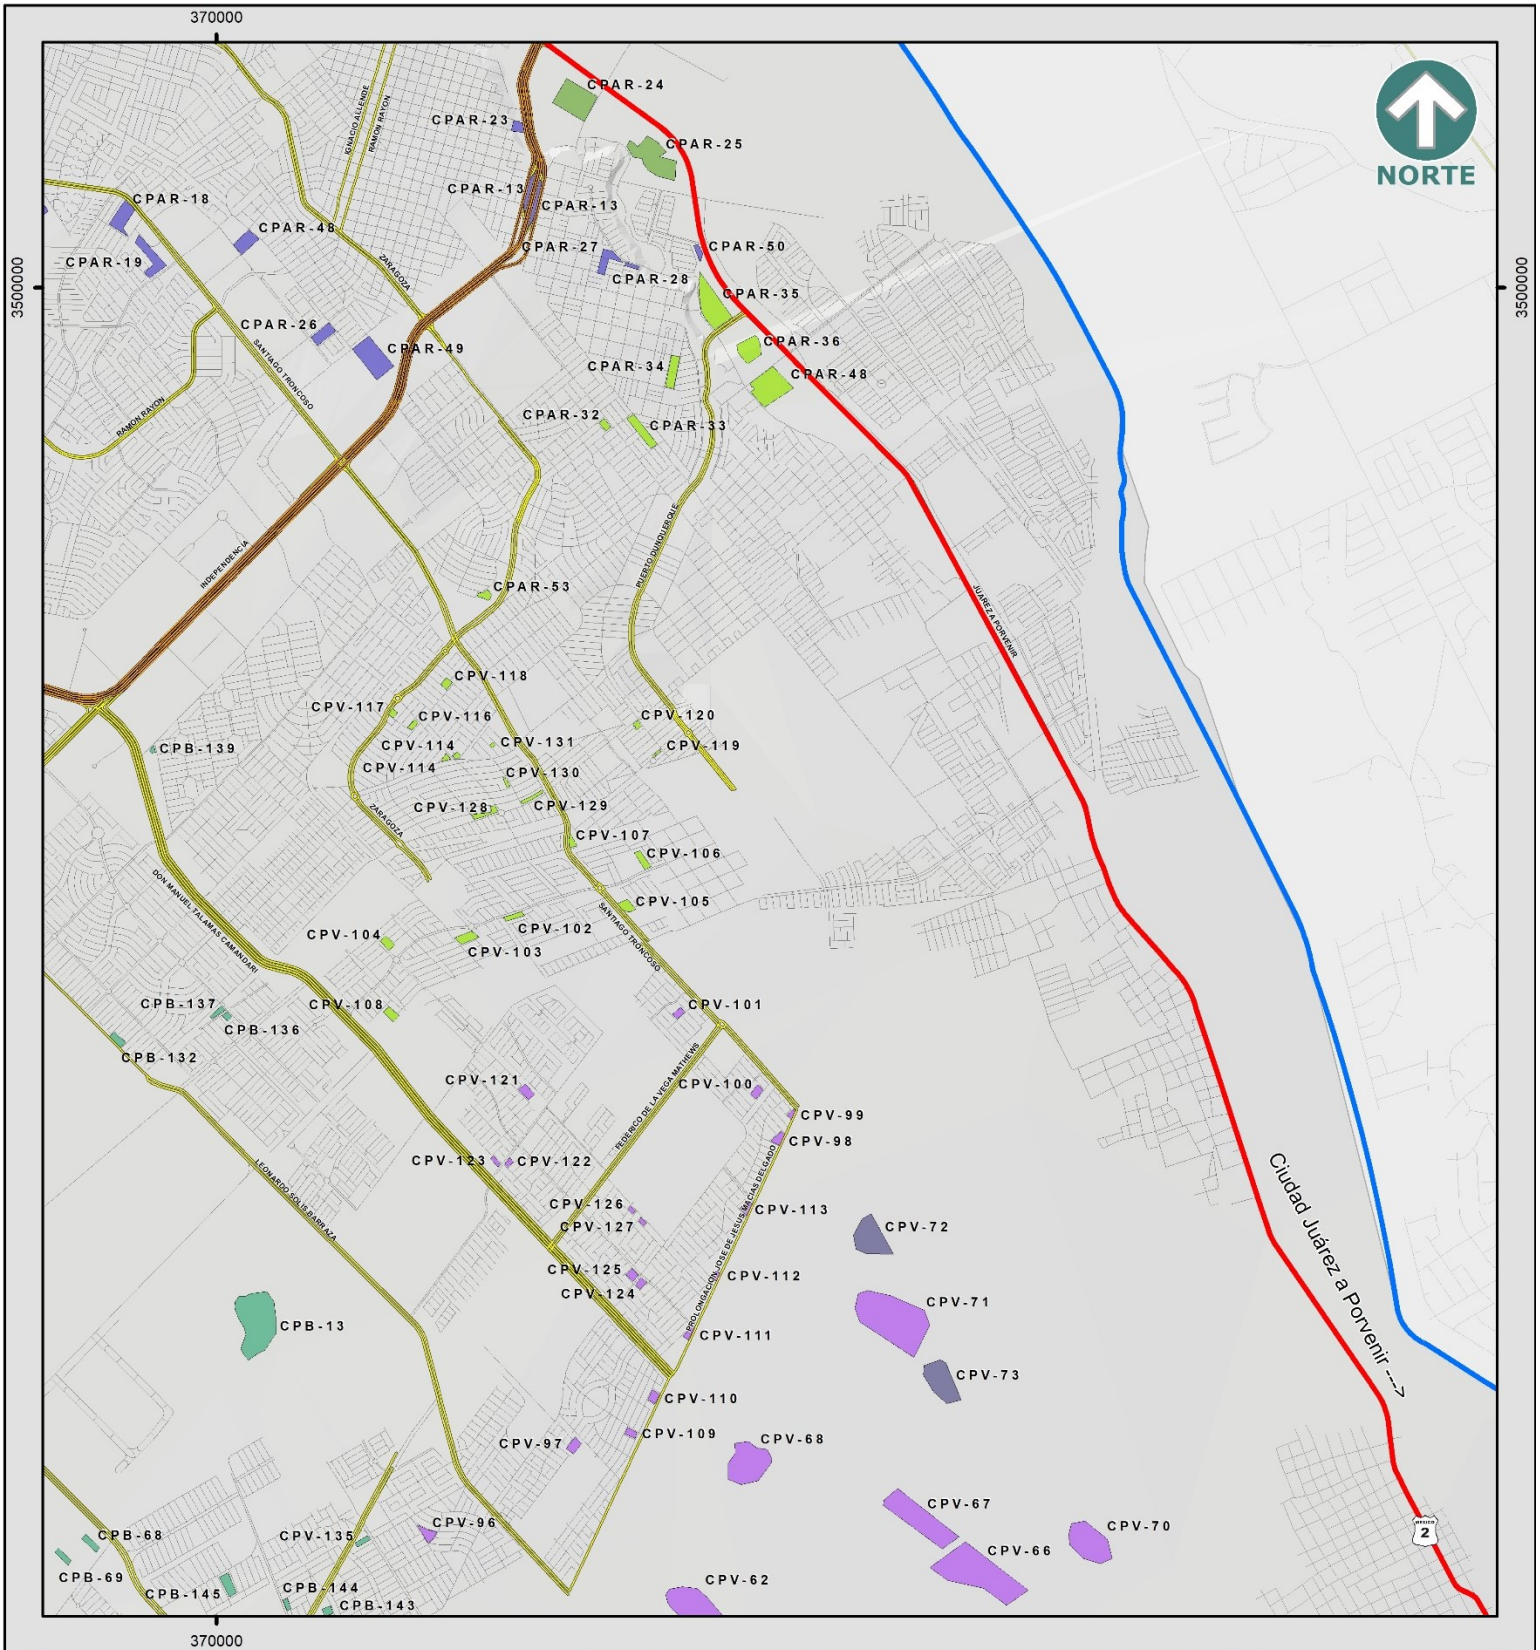 370000
CPAR-24
CPAR-23
CPAR-25
NORTE
IGNACIO ALLENDE
RAMON RAYON
CPAR-18
CPAR-13
CPAR-13
CPAR-48
CPAR-27
CPAR-50
CPAR-19
ZARAGOZA
CPAR-28
3500000
3500000
CPAR-35
CPAR-26
CPAR-49
CPAR-36
SANTIAGO TRONCOSO
CPAR-34
CPAR-48
RAMON RAYON
CPAR-32
CPAR-33
PUERTO DUNQUERQUE
INDEPENDENCIA
CPAR-53
JUAREZ A PORVENIR
CPV-118
CPV-117
CPV-116
CPV-120
CPB-139
CPV-114
CPV-131
CPV-119
CPV-114
CPV-130
CPV-128
CPV-129
ZARAGOZA
CPV-107
CPV-106
DON MANUEL TALAMAS CAMANDARI
CPV-105
CPV-104
CPV-102
CPV-103
SANTIAGO TRONCOSO
CPB-137
CPV-108
CPV-101
CPB-136
CPB-132
CPV-121
CPV-100
FEDERICO DE LA VEGA MATHEWS
CPV-99
CPV-98
CPV-123
CPV-122
LEONARDO SOLIS BARRAZA
CPV-126
CPV-113
CPV-127
CPV-72
PROLONGACION JOSE DE JESUS MACIAS DELGADO
CPV-125
CPV-112
CPV-124
Ciudad Juárez a Porvenir --->
CPV-71
CPB-13
CPV-111
CPV-73
CPV-110
CPV-109
CPV-97
CPV-68
CPV-67
CPV-96
CPV-70
CPB-68
CPV-135
MEXICO
2
CPV-66
CPB-69
CPV-62
CPB-145
CPB-144
CPB-143
370000